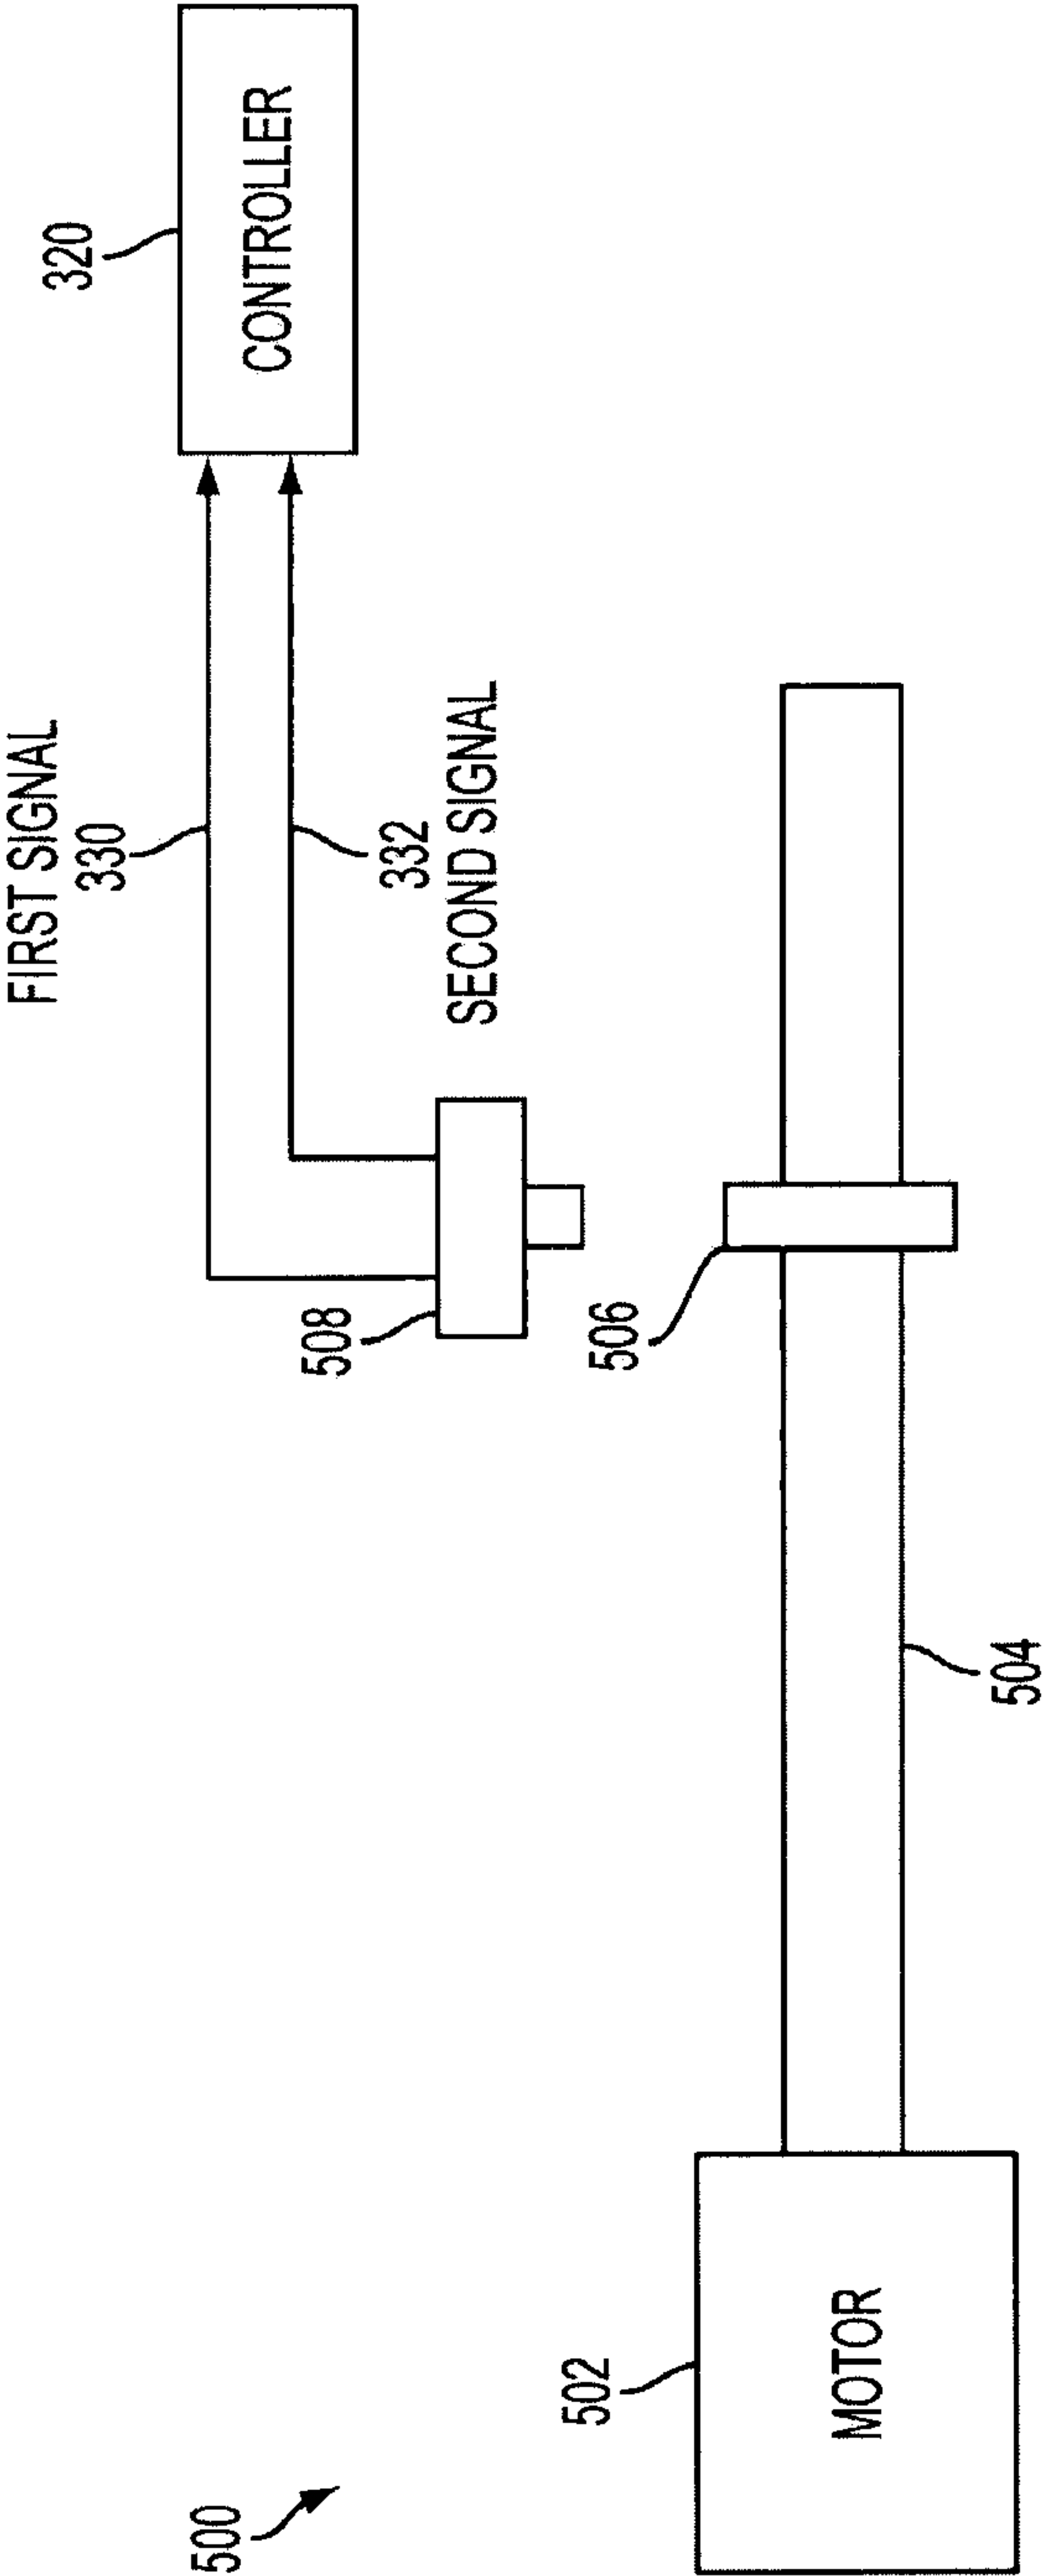 500
502
MOTOR
504
506
508
FIRST SIGNAL
330
332
SECOND SIGNAL
320
CONTROLLER